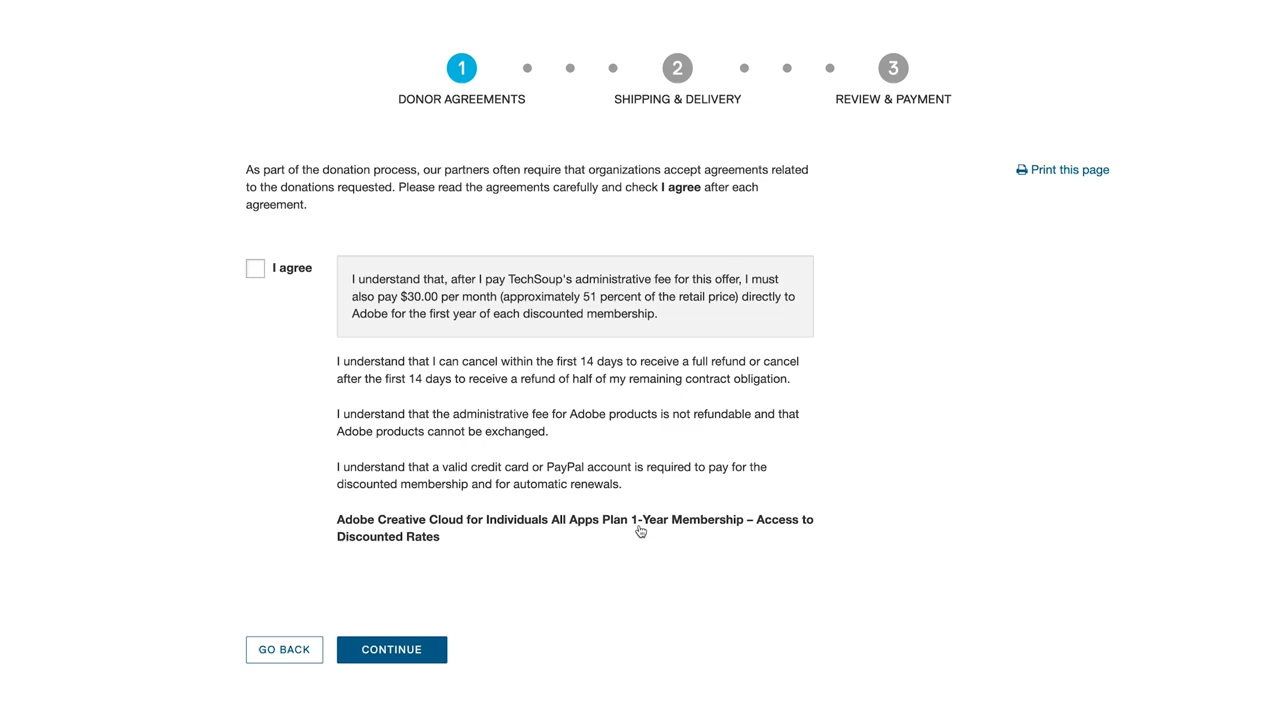 1
2
3
DONOR AGREEMENTS
SHIPPING & DELIVERY
REVIEW & PAYMENT
As part of the donation process, our partners often require that organizations accept agreements related
to the donations requested. Please read the agreements carefully and check I agree after each
agreement.
Print this page
I agree
I understand that, after I pay TechSoup's administrative fee for this offer, I must
also pay $30.00 per month (approximately 51 percent of the retail price) directly to
Adobe for the first year of each discounted membership.
I understand that I can cancel within the first 14 days to receive a full refund or cancel
after the first 14 days to receive a refund of half of my remaining contract obligation.
I understand that the administrative fee for Adobe products is not refundable and that
Adobe products cannot be exchanged.
I understand that a valid credit card or PayPal account is required to pay for the
discounted membership and for automatic renewals.
Adobe Creative Cloud for Individuals All Apps Plan 1-Year Membership – Access to
Discounted Rates
GO BACK
CONTINUE